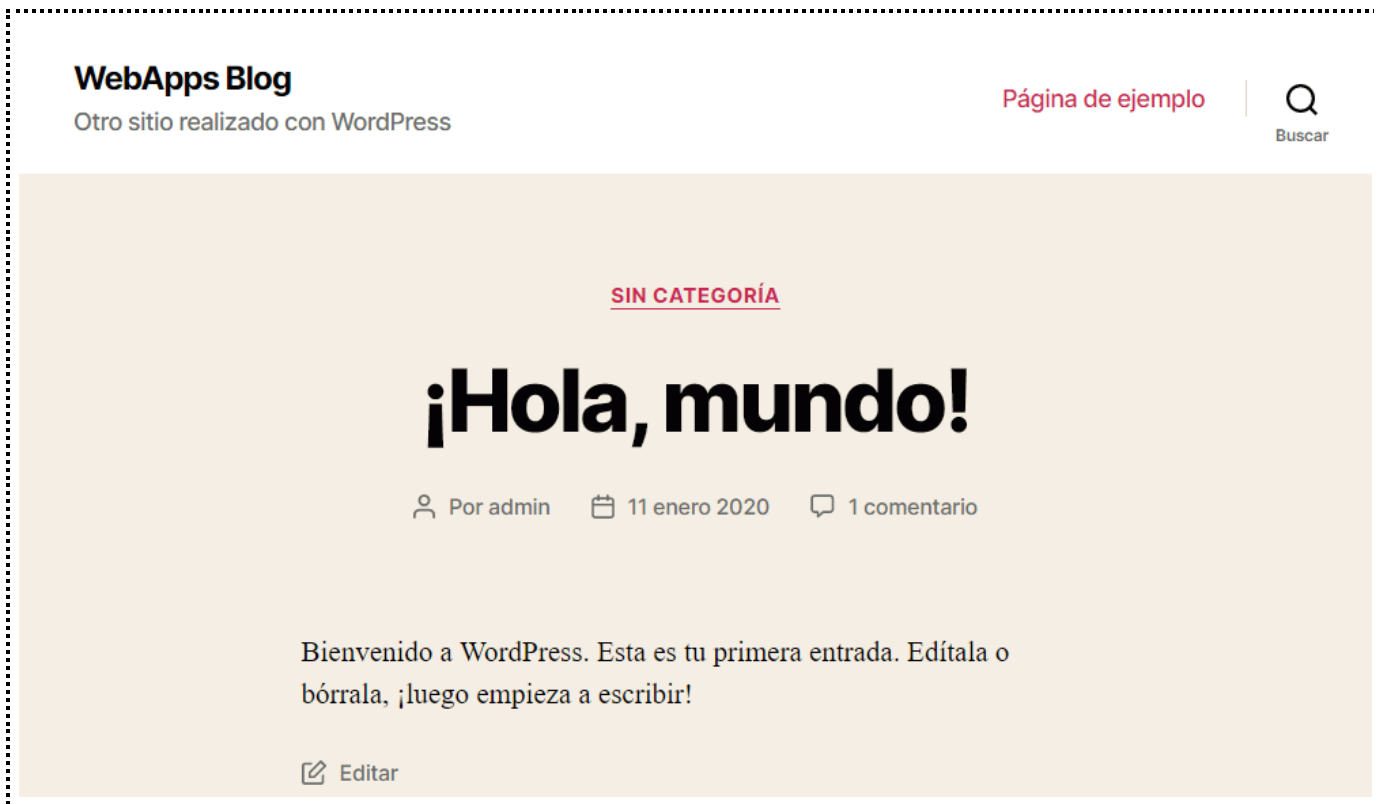 WebApps Blog
Otro sitio realizado con WordPress
Página de ejemplo
Buscar
SIN CATEGORÍA
¡Hola, mundo!
Por admin 11 enero 2020 1 comentario
Bienvenido a WordPress. Esta es tu primera entrada. Edítala o
bórrala, ¡luego empieza a escribir!
Editar